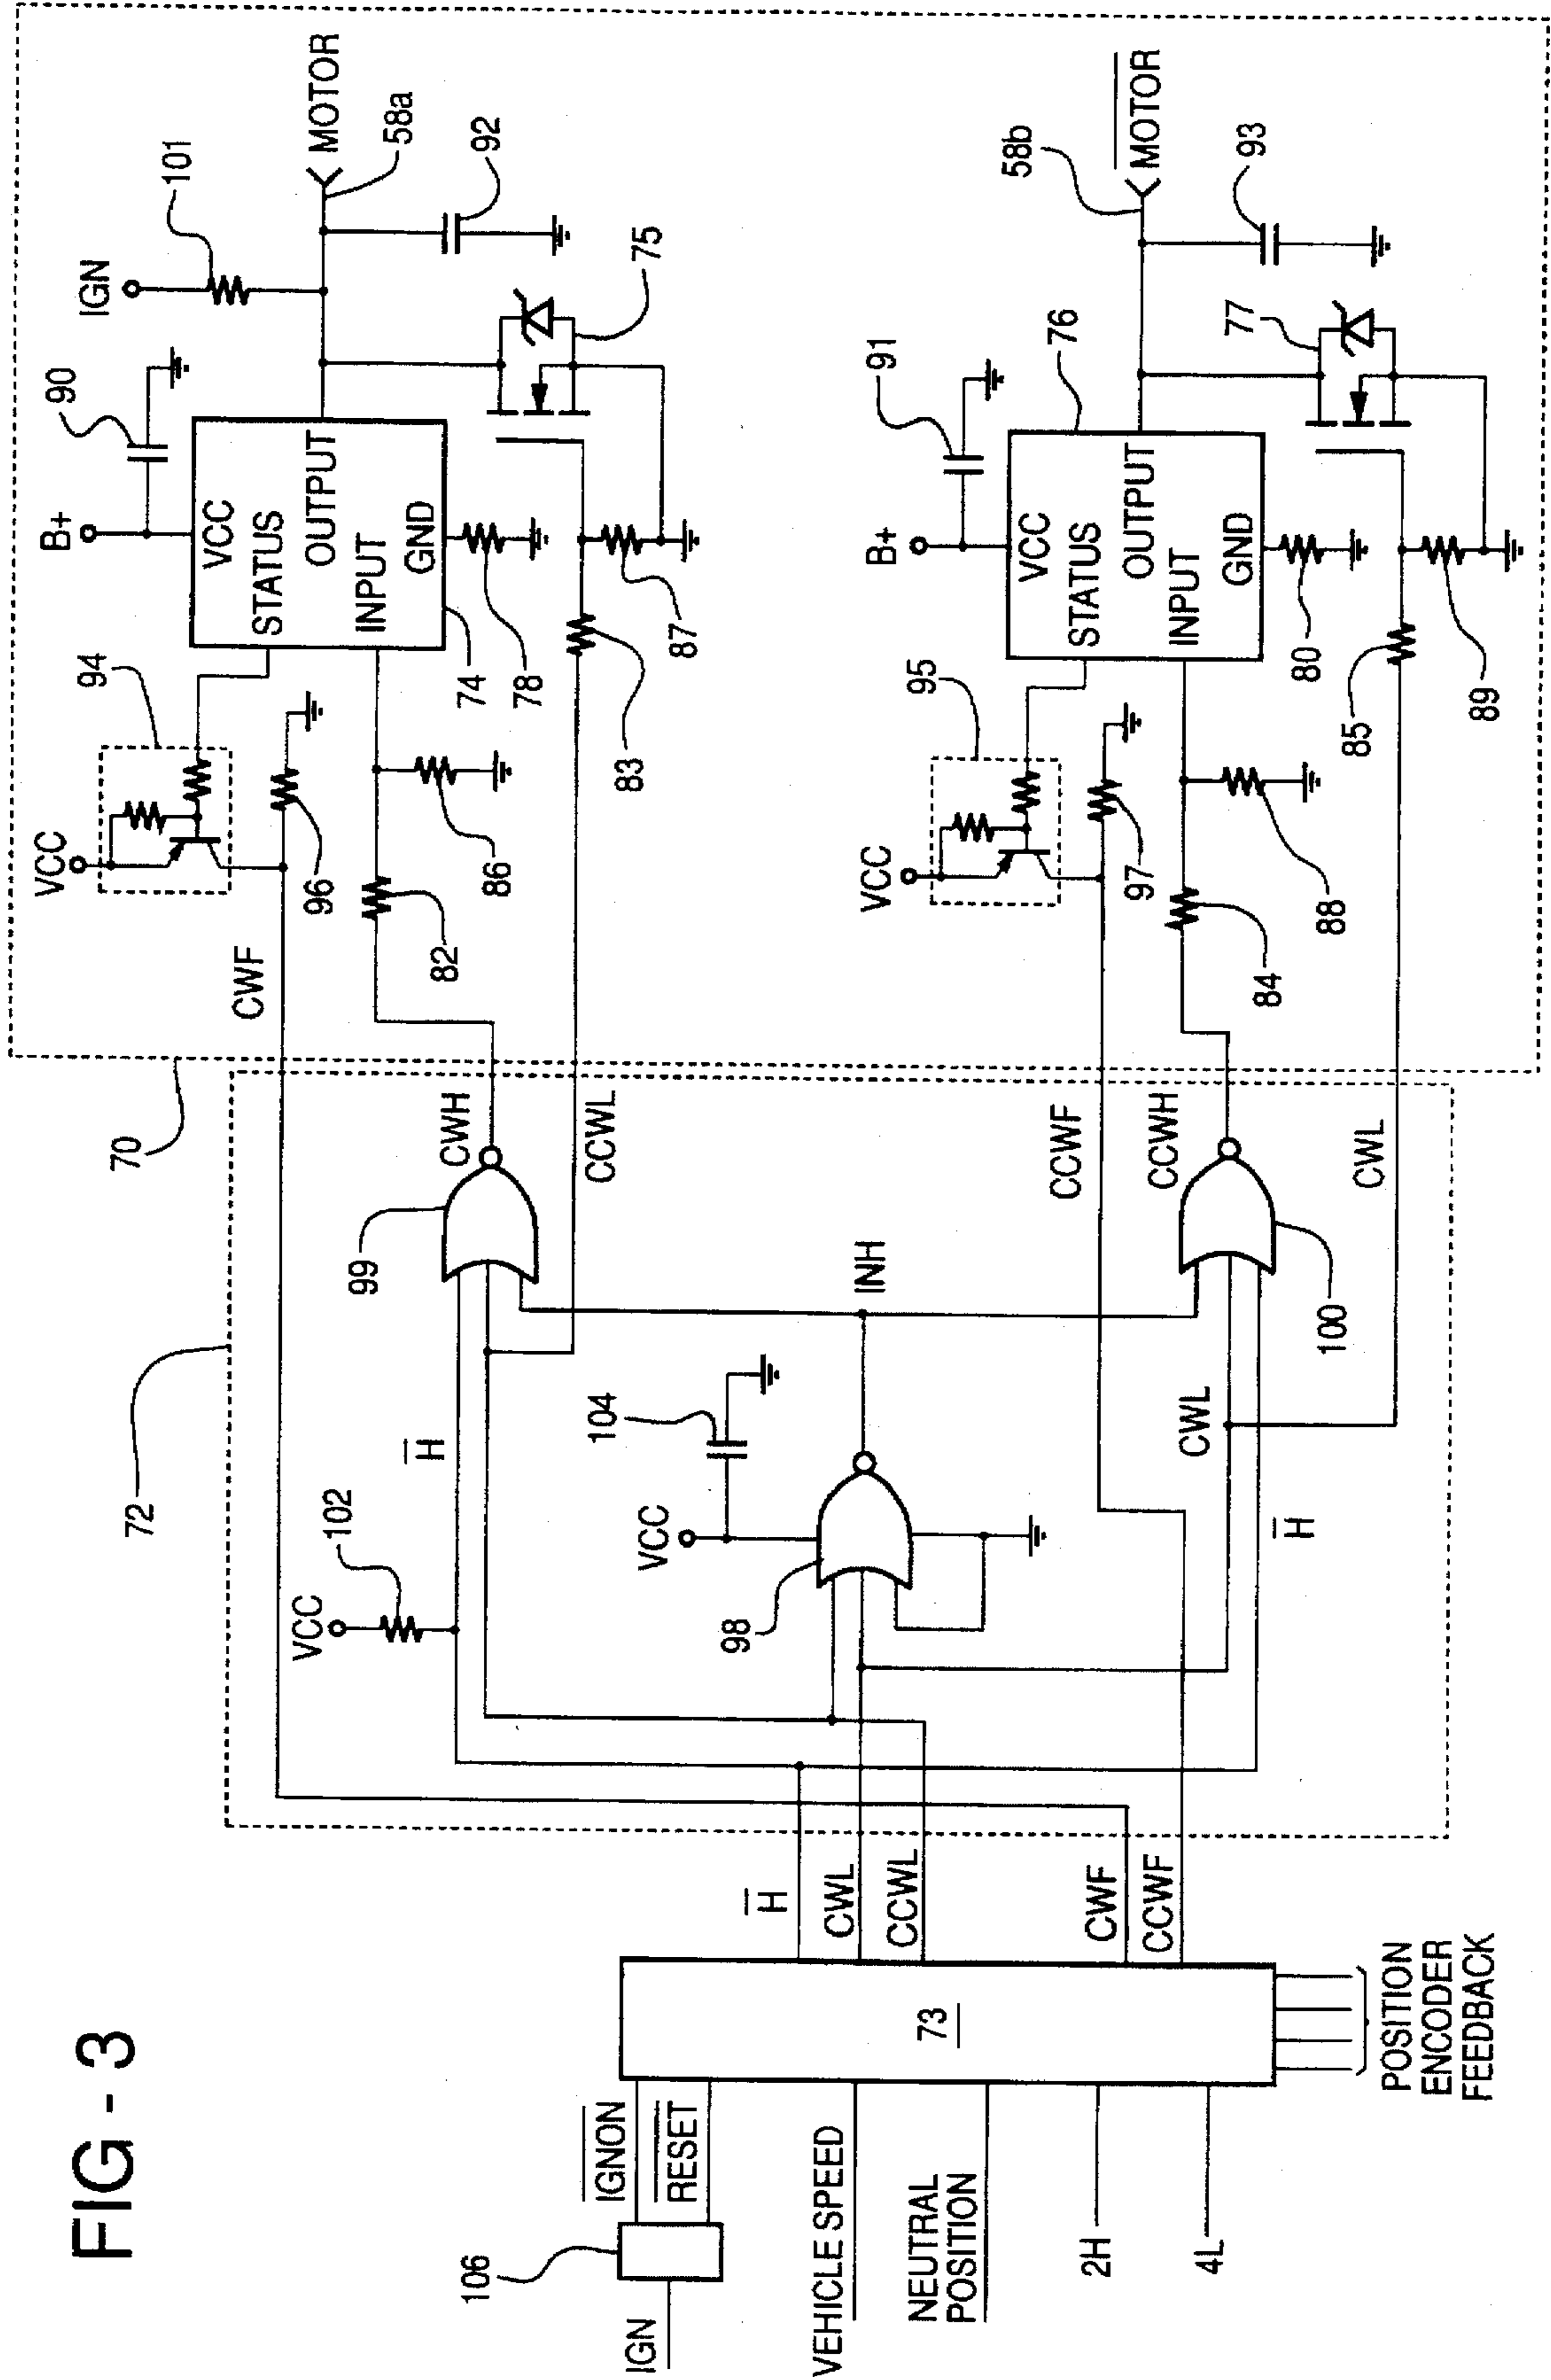 FIG-3
IGN
106
IGNON
RESET
VEHICLE SPEED
NEUTRAL
POSITION
2H
4L
73
POSITION
ENCODER
FEEDBACK
H
CWL
CCWL
CWF
CCWF
72
VCC
102
H
98
VCC
104
INH
99
CWH
CCWL
CWL
H
100
CCWF
CCWH
CWL
70
CWF
VCC
94
96
82
86
B+
90
VCC
STATUS
OUTPUT
INPUT
GND
74
78
83
87
IGN
101
MOTOR
58a
92
75
VCC
95
97
84
88
B+
91
VCC
STATUS
OUTPUT
INPUT
GND
76
80
85
89
77
58b
MOTOR
93